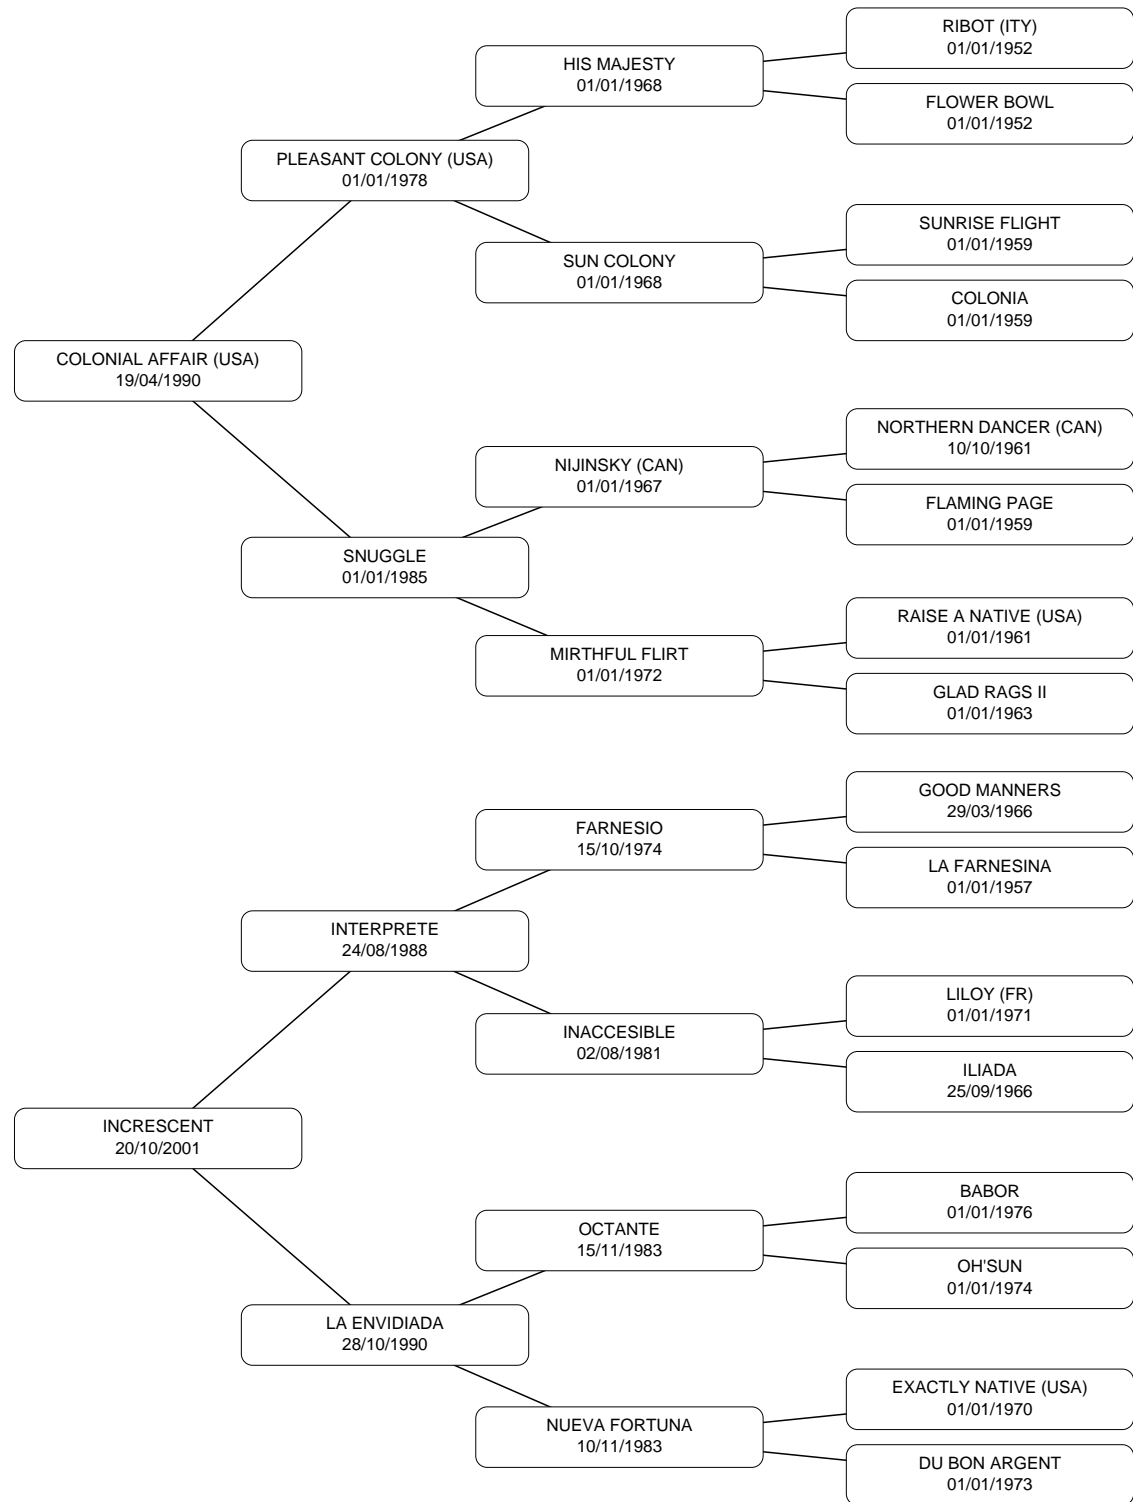 RIBOT (ITY)
01/01/1952
HIS MAJESTY
01/01/1968
FLOWER BOWL
01/01/1952
PLEASANT COLONY (USA)
01/01/1978
SUNRISE FLIGHT
01/01/1959
SUN COLONY
01/01/1968
COLONIA
01/01/1959
COLONIAL AFFAIR (USA)
19/04/1990
NORTHERN DANCER (CAN)
10/10/1961
NIJINSKY (CAN)
01/01/1967
FLAMING PAGE
01/01/1959
SNUGGLE
01/01/1985
RAISE A NATIVE (USA)
01/01/1961
MIRTHFUL FLIRT
01/01/1972
GLAD RAGS II
01/01/1963
GOOD MANNERS
29/03/1966
FARNESIO
15/10/1974
LA FARNESINA
01/01/1957
INTERPRETE
24/08/1988
LILOY (FR)
01/01/1971
INACCESIBLE
02/08/1981
ILIADA
25/09/1966
INCRESCENT
20/10/2001
BABOR
01/01/1976
OCTANTE
15/11/1983
OH'SUN
01/01/1974
LA ENVIDIADA
28/10/1990
EXACTLY NATIVE (USA)
01/01/1970
NUEVA FORTUNA
10/11/1983
DU BON ARGENT
01/01/1973